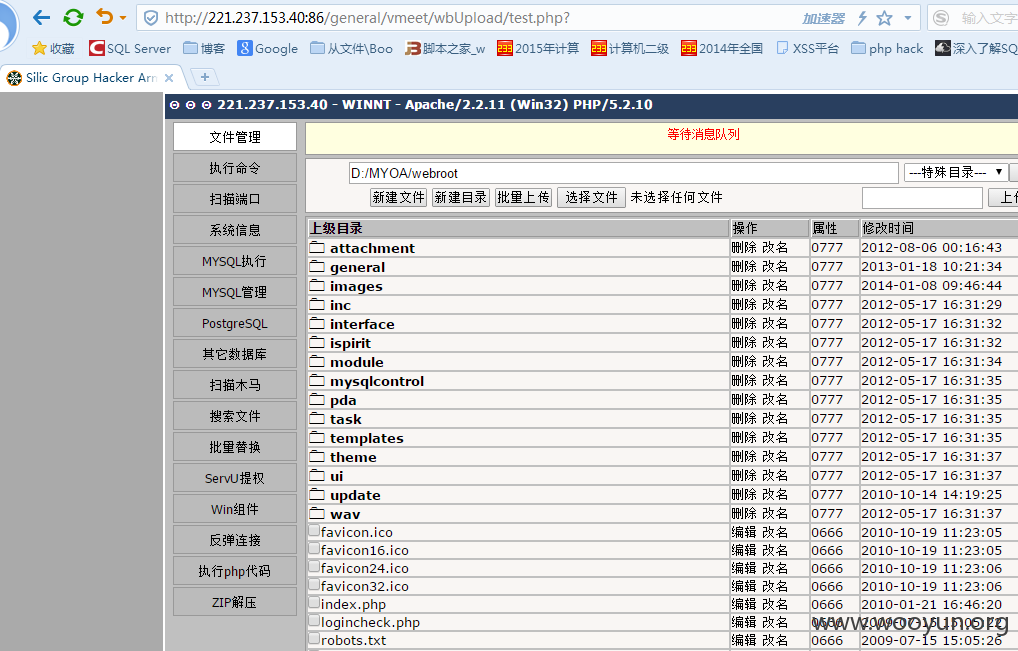 http://221.237.153.40:86/general/vmeet/wbUpload/test.php? 加速器 输入文字
收藏 SQL Server 博客 Google 从文件\Boo 脚本之家_w 2015年计算 计算机二级 2014年全国 XSS平台 php hack 深入了解SQ
Silic Group Hacker Arn
221.237.153.40 - WINNT - Apache/2.2.11 (Win32) PHP/5.2.10
文件管理
执行命令
扫描端口
系统信息
MYSQL执行
MYSQL管理
PostgreSQL
其它数据库
扫描木马
搜索文件
批量替换
ServU提权
Win组件
反弹连接
执行php代码
ZIP解压
等待消息队列
D:/MYOA/webroot ---特殊目录---
新建文件 新建目录 批量上传 选择文件 未选择任何文件 上传
上级目录 操作 属性 修改时间
attachment 删除 改名 0777 2012-08-06 00:16:43
general 删除 改名 0777 2013-01-18 10:21:34
images 删除 改名 0777 2014-01-08 09:46:44
inc 删除 改名 0777 2012-05-17 16:31:29
interface 删除 改名 0777 2012-05-17 16:31:32
ispirit 删除 改名 0777 2012-05-17 16:31:32
module 删除 改名 0777 2012-05-17 16:31:34
mysqlcontrol 删除 改名 0777 2012-05-17 16:31:35
pda 删除 改名 0777 2012-05-17 16:31:35
task 删除 改名 0777 2012-05-17 16:31:35
templates 删除 改名 0777 2012-05-17 16:31:35
theme 删除 改名 0777 2012-05-17 16:31:37
ui 删除 改名 0777 2012-05-17 16:31:37
update 删除 改名 0777 2010-10-14 14:19:25
wav 删除 改名 0777 2012-05-17 16:31:37
favicon.ico 编辑 改名 0666 2010-10-19 11:23:05
favicon16.ico 编辑 改名 0666 2010-10-19 11:23:05
favicon24.ico 编辑 改名 0666 2010-10-19 11:23:06
favicon32.ico 编辑 改名 0666 2010-10-19 11:23:06
index.php 编辑 改名 0666 2010-01-21 16:46:20
logincheck.php 编辑 改名 0666 2009-07-15 15:05:22
robots.txt 编辑 改名 0666 2009-07-15 15:05:26
www.wooyun.org